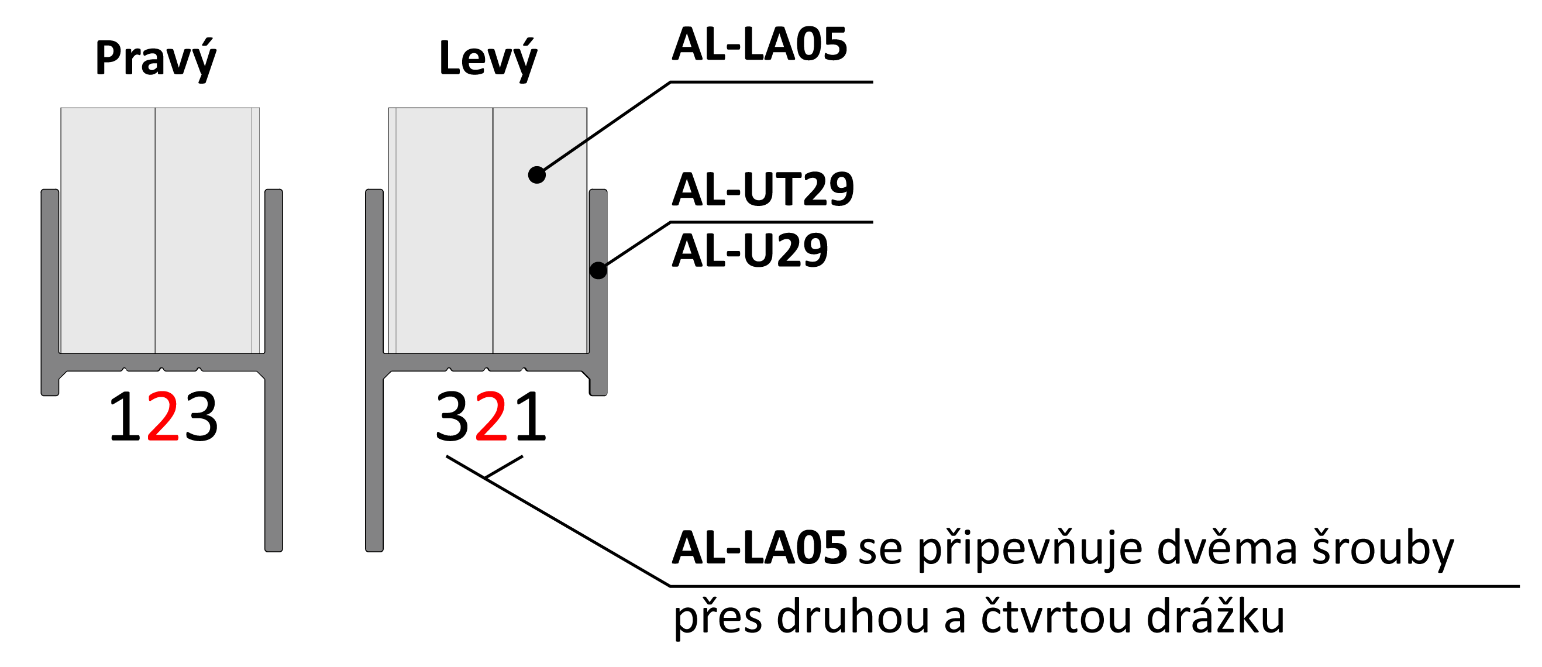 Pravý
Levý
AL-LA05
AL-UT29
AL-U29
123
321
AL-LA05 se připevňuje dvěma šrouby
přes druhou a čtvrtou drážku